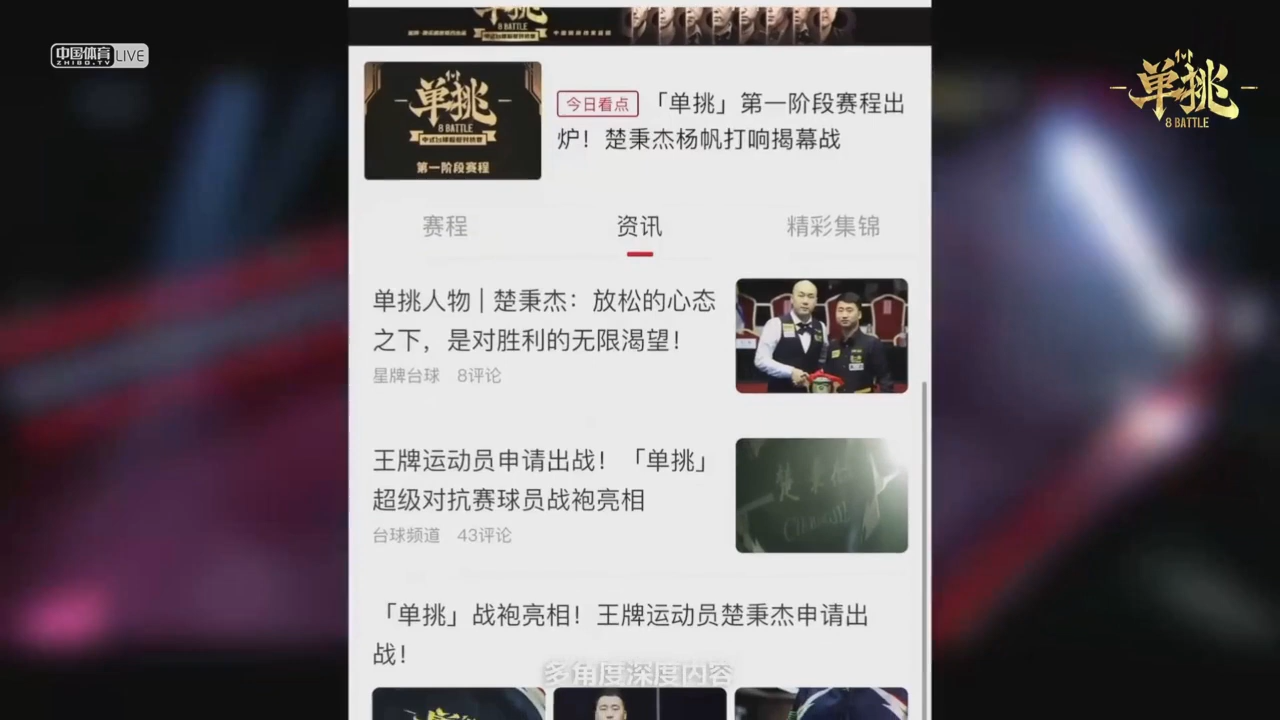 单挑
8 BATTLE
中国体育
ZHIBO.TV
LIVE
单挑
8 BATTLE
1v1
单挑
8 BATTLE
第一阶段赛程
今日看点
「单挑」第一阶段赛程出
炉！楚秉杰杨帆打响揭幕战
赛程
资讯
精彩集锦
单挑人物 | 楚秉杰：放松的心态
之下，是对胜利的无限渴望！
星牌台球 8评论
王牌运动员申请出战！「单挑」
超级对抗赛球员战袍亮相
台球频道 43评论
「单挑」战袍亮相！王牌运动员楚秉杰申请出
战！
多角度深度内容